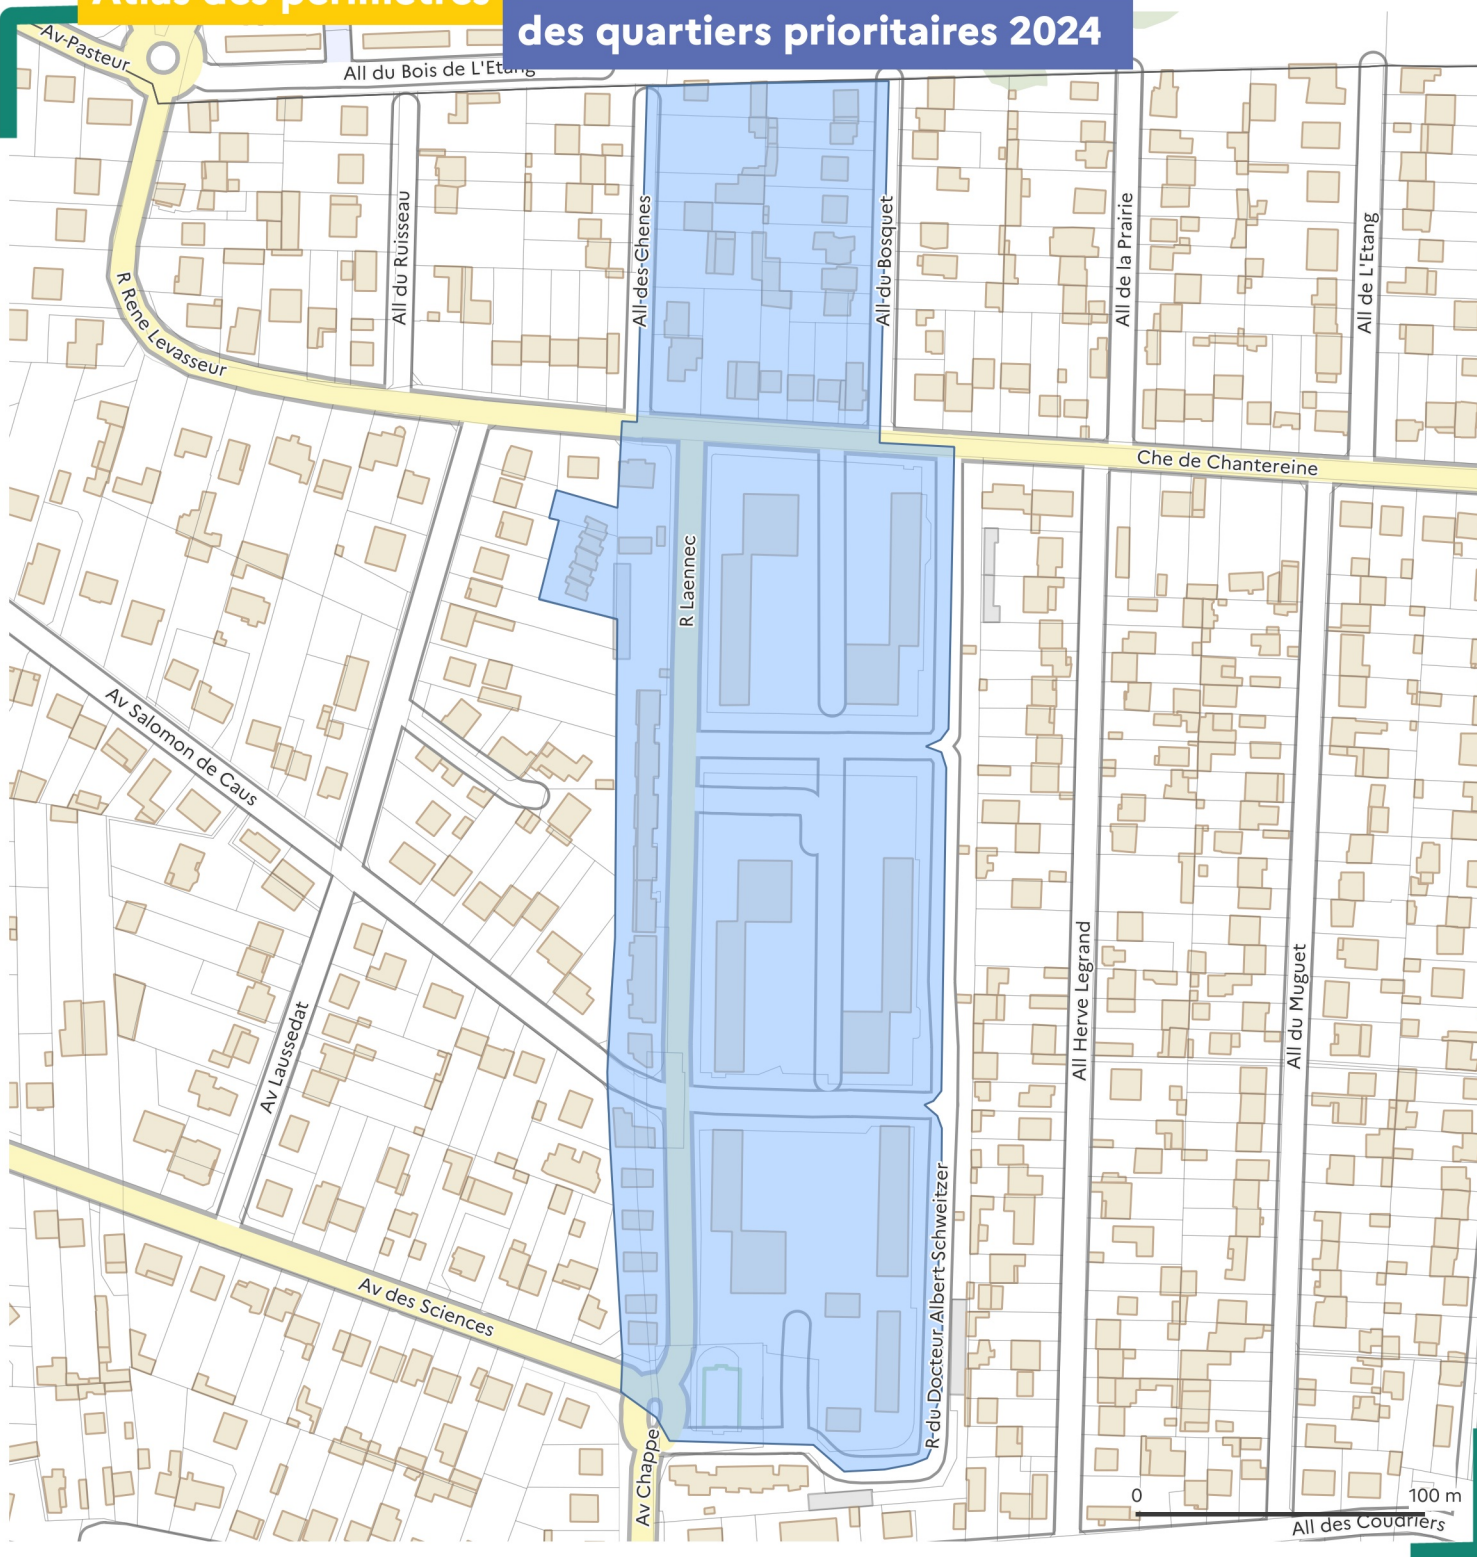 Atlas des périmètres
des quartiers prioritaires 2024
Av-Pasteur
All du Bois de L'Etang
R Rene Levasseur
All du Ruisseau
All-des-Chenes
All-du-Bosquet
All de la Prairie
All de L'Etang
Che de Chantereine
R Laennec
Av Salomon de Caus
Av Laussedat
All Herve Legrand
All du Muguet
Av des Sciences
R-du-Docteur Albert-Schweitzer
Av Chappe
0
100 m
All des Coudriers